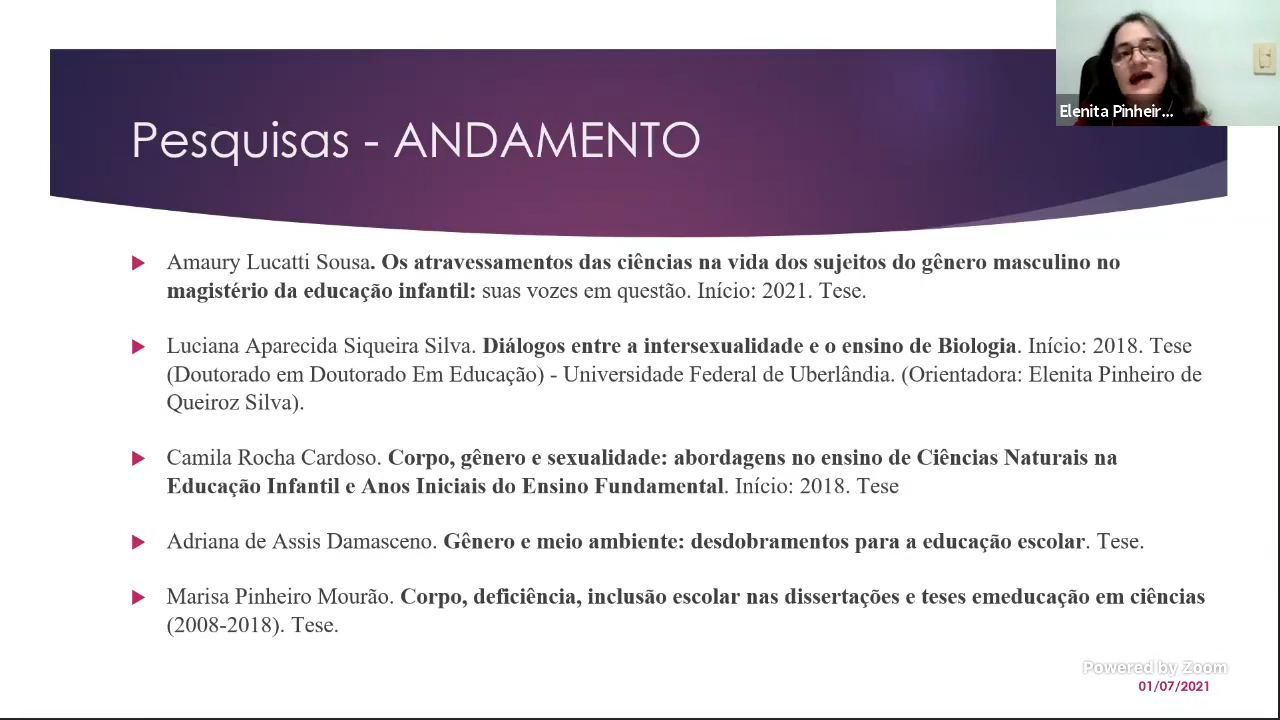 Elenita Pinheir...
Pesquisas - ANDAMENTO
Amaury Lucatti Sousa. Os atravessamentos das ciências na vida dos sujeitos do gênero masculino no
magistério da educação infantil: suas vozes em questão. Início: 2021. Tese.
Luciana Aparecida Siqueira Silva. Diálogos entre a intersexualidade e o ensino de Biologia. Início: 2018. Tese
(Doutorado em Doutorado Em Educação) - Universidade Federal de Uberlândia. (Orientadora: Elenita Pinheiro de
Queiroz Silva).
Camila Rocha Cardoso. Corpo, gênero e sexualidade: abordagens no ensino de Ciências Naturais na
Educação Infantil e Anos Iniciais do Ensino Fundamental. Início: 2018. Tese
Adriana de Assis Damasceno. Gênero e meio ambiente: desdobramentos para a educação escolar. Tese.
Marisa Pinheiro Mourão. Corpo, deficiência, inclusão escolar nas dissertações e teses emeducação em ciências
(2008-2018). Tese.
Powered by Zoom
01/07/2021